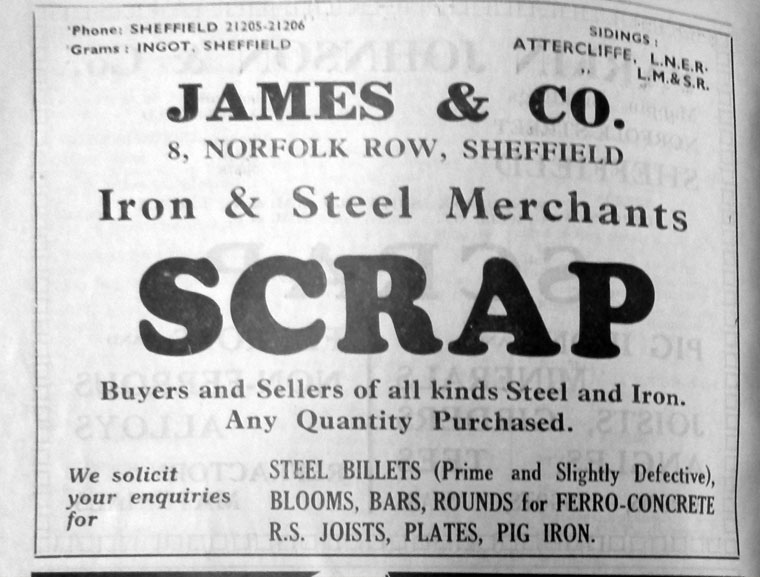 'Phone: SHEFFIELD 21205-21206
'Grams: INGOT, SHEFFIELD
SIDINGS:
ATTERCLIFFE, L.N.E.R.
,, L.M.& S.R.
JAMES & CO.
8, NORFOLK ROW, SHEFFIELD
Iron & Steel Merchants
SCRAP
Buyers and Sellers of all kinds Steel and Iron.
Any Quantity Purchased.
We solicit
your enquiries
for
STEEL BILLETS (Prime and Slightly Defective),
BLOOMS, BARS, ROUNDS for FERRO-CONCRETE
R.S. JOISTS, PLATES, PIG IRON.